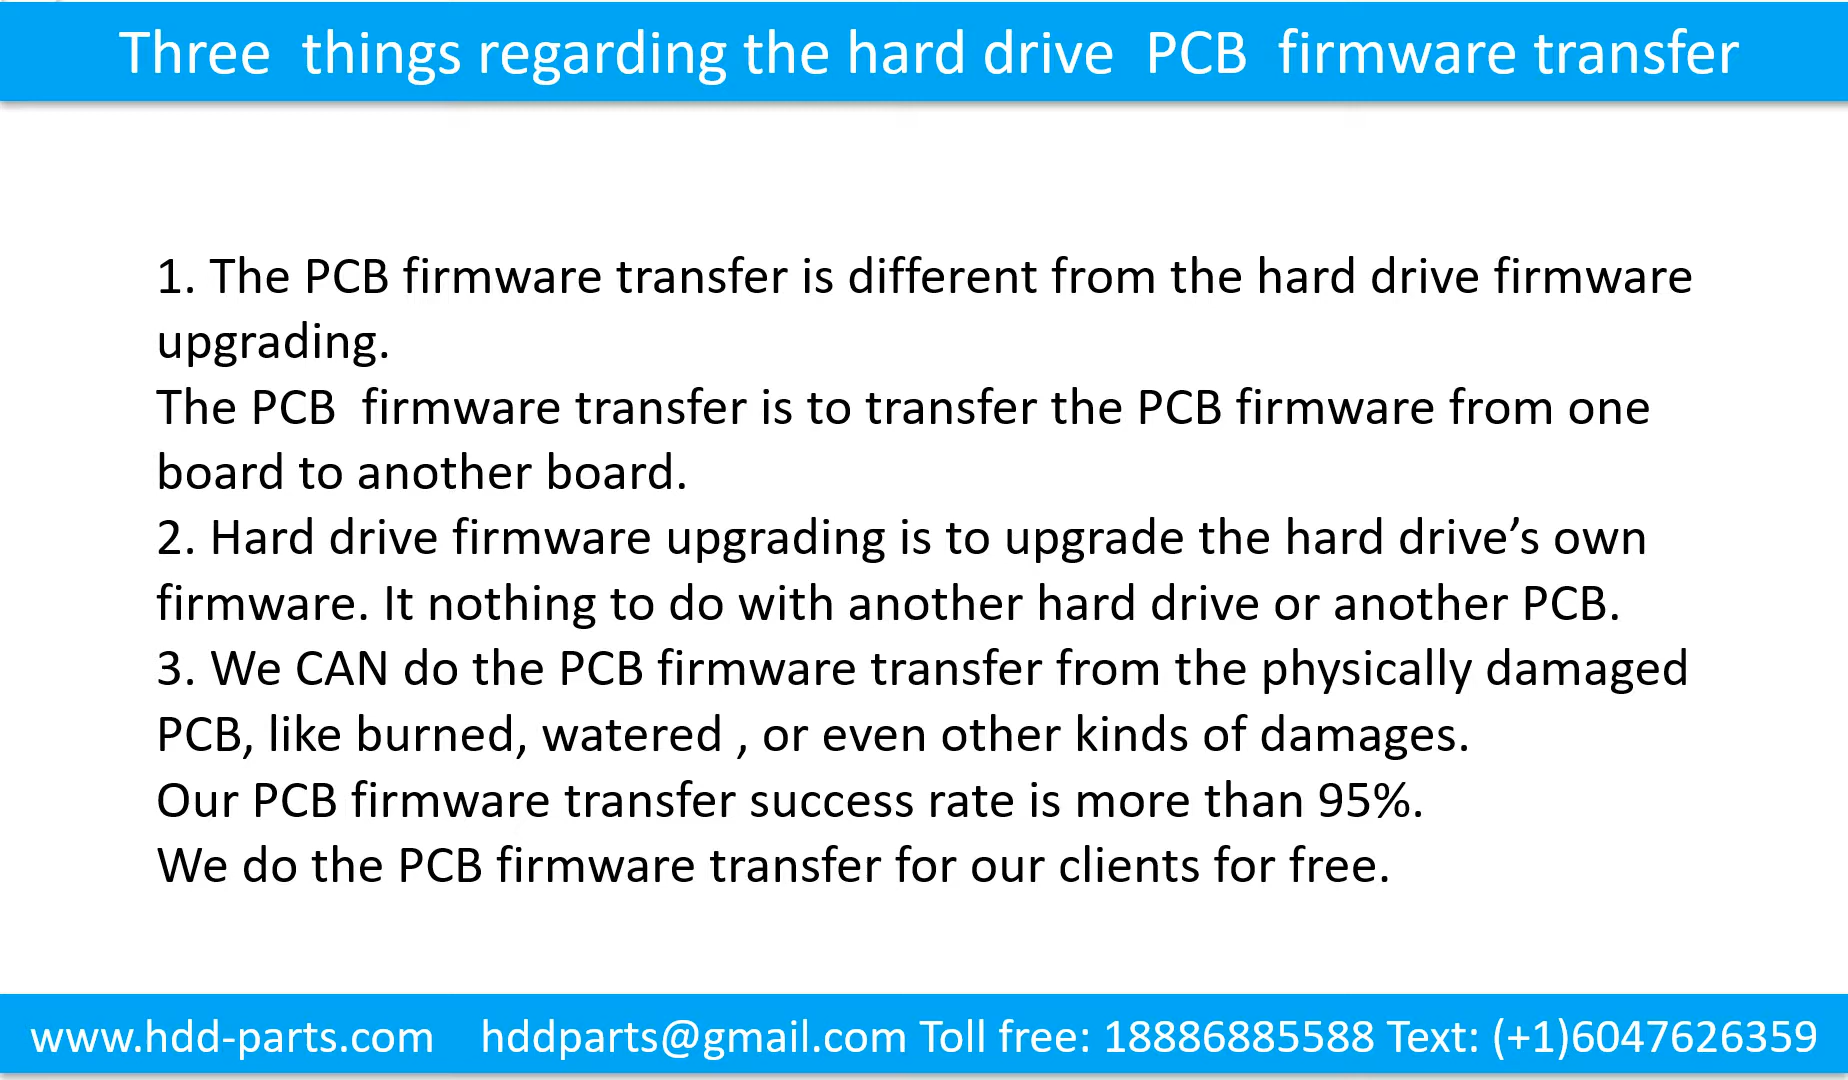 Three things regarding the hard drive PCB firmware transfer
1. The PCB firmware transfer is different from the hard drive firmware
upgrading.
The PCB firmware transfer is to transfer the PCB firmware from one
board to another board.
2. Hard drive firmware upgrading is to upgrade the hard drive’s own
firmware. It nothing to do with another hard drive or another PCB.
3. We CAN do the PCB firmware transfer from the physically damaged
PCB, like burned, watered , or even other kinds of damages.
Our PCB firmware transfer success rate is more than 95%.
We do the PCB firmware transfer for our clients for free.
www.hdd-parts.com hddparts@gmail.com Toll free: 18886885588 Text: (+1)6047626359